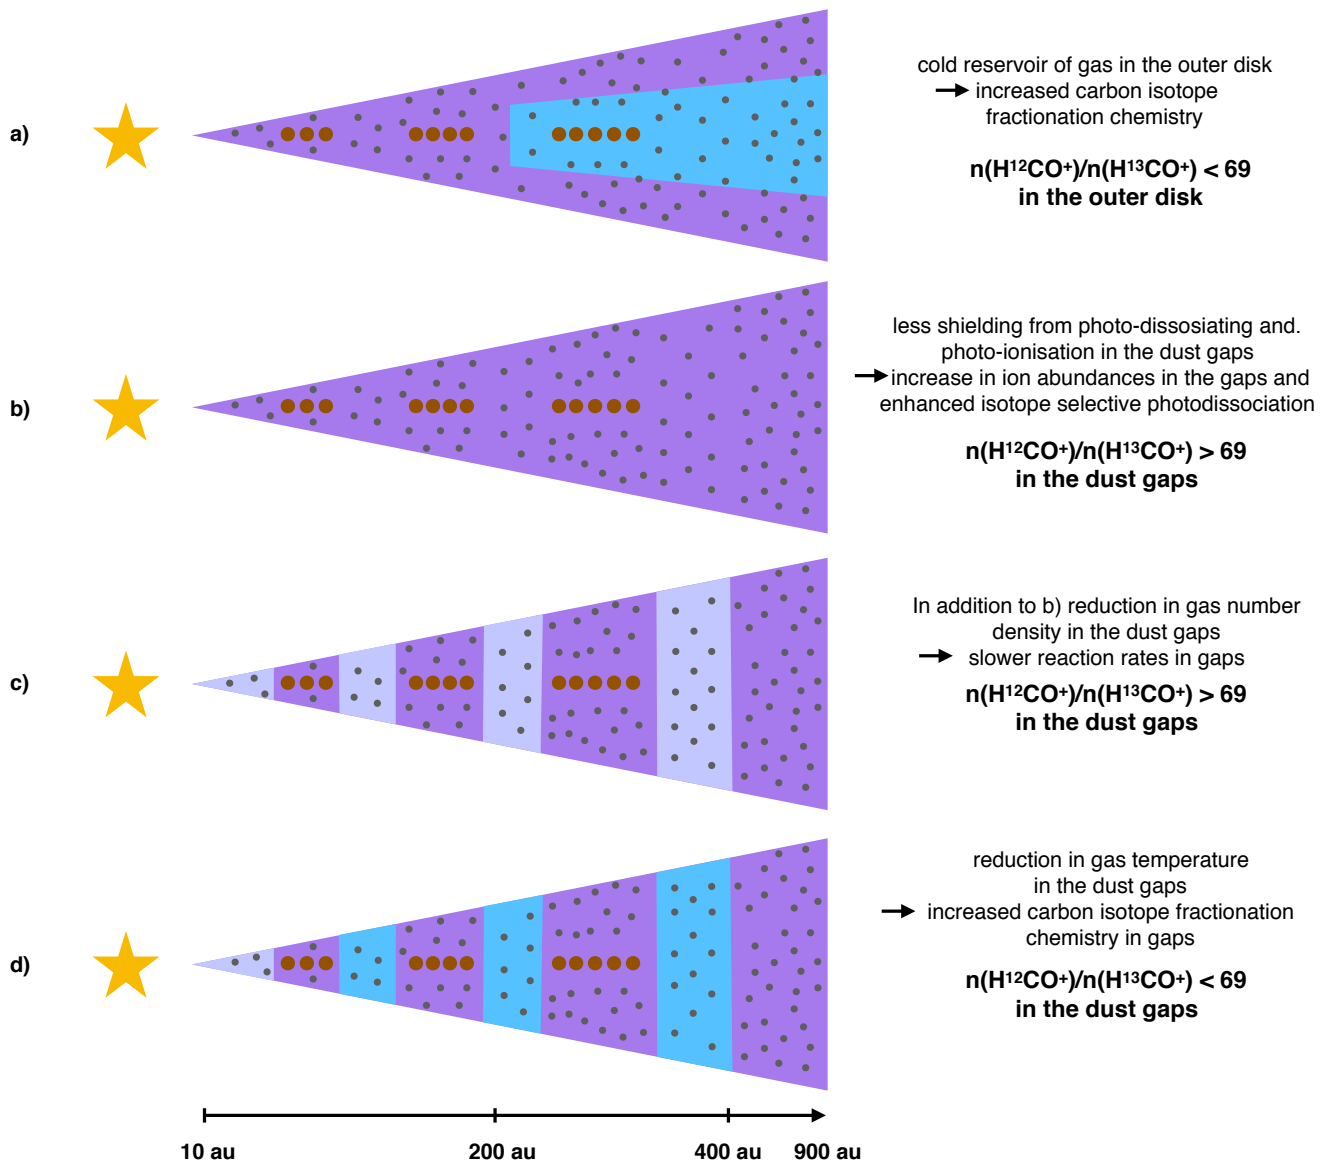 a)
cold reservoir of gas in the outer disk
→ increased carbon isotope
fractionation chemistry
n(H¹²CO⁺)/n(H¹³CO⁺) < 69
in the outer disk
b)
less shielding from photo-dissosiating and.
photo-ionisation in the dust gaps
→ increase in ion abundances in the gaps and
enhanced isotope selective photodissociation
n(H¹²CO⁺)/n(H¹³CO⁺) > 69
in the dust gaps
c)
In addition to b) reduction in gas number
density in the dust gaps
→ slower reaction rates in gaps
n(H¹²CO⁺)/n(H¹³CO⁺) > 69
in the dust gaps
d)
reduction in gas temperature
in the dust gaps
→ increased carbon isotope fractionation
chemistry in gaps
n(H¹²CO⁺)/n(H¹³CO⁺) < 69
in the dust gaps
10 au 200 au 400 au 900 au